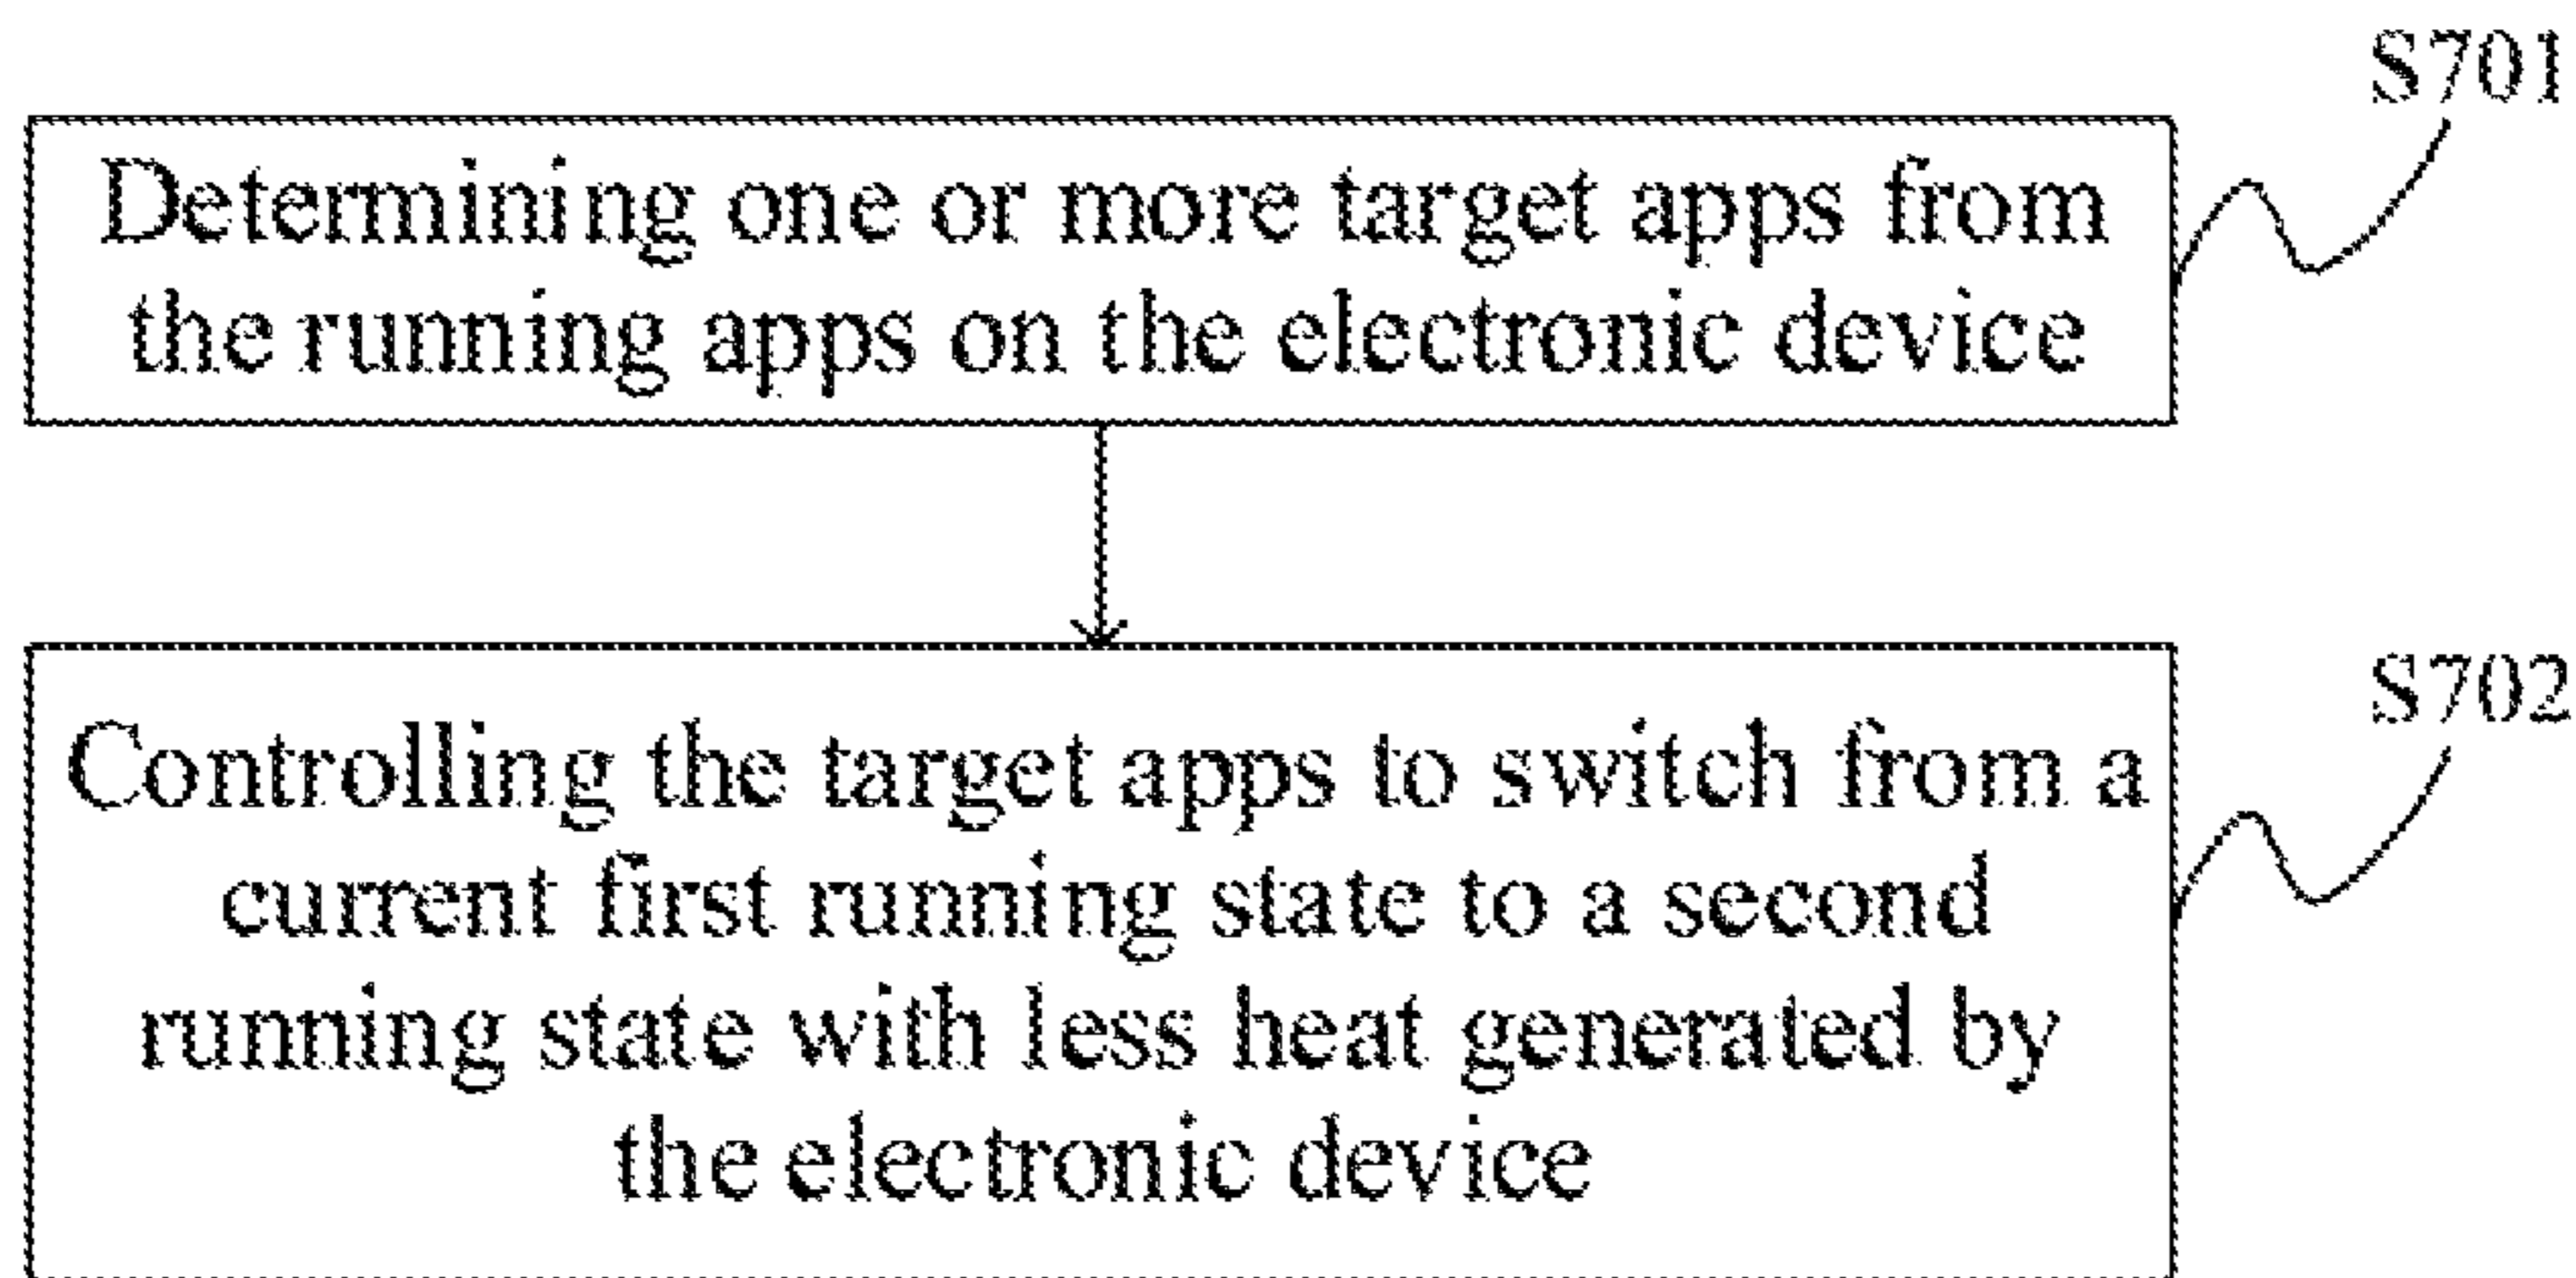 S701
Determining one or more target apps from
the running apps on the electronic device
S702
Controlling the target apps to switch from a
current first running state to a second
running state with less heat generated by
the electronic device